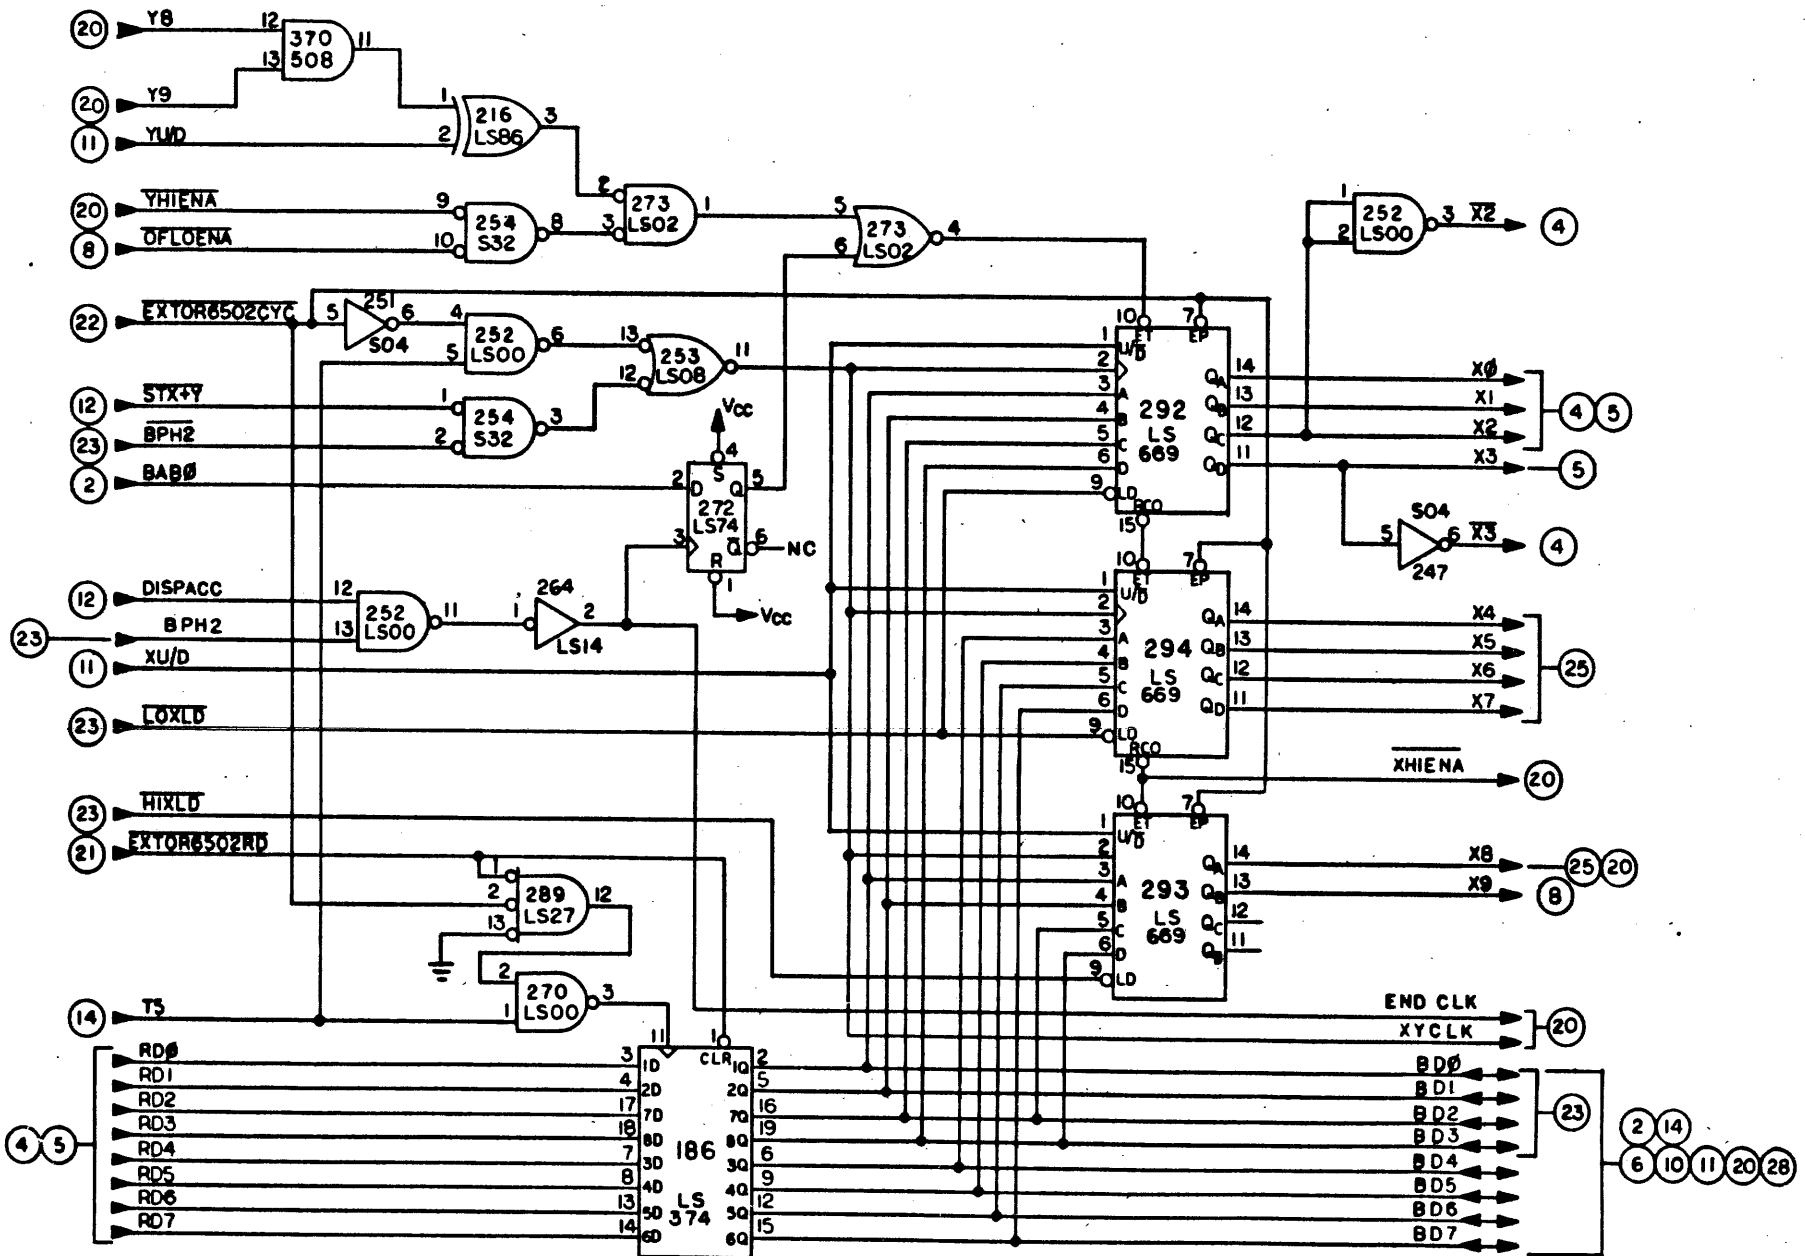 20 Y8 12 370 508 11
13
20 Y9
1 216 LS86 3
11 YU/D 2
20 YHIENA 9 254 S32 8
8 OFLOENA 10
2 273 LS02 1
3
5 273 LS02 4
6
1 252 LS00 3 X2 4
2
22 EXTOR6502CYC 5 251 6 S04
4 252 LS00 6
5
13 253 LS08 11
12
12 STX+Y 1 254 S32 3
23 BPH2 2
2 BABØ
VCC
4
2 D S Q 5
272 LS74
3 Q 6 NC
R
1
VCC
10 7
ET EP
1 U/D
2
3 A
4 B
5 C
6 D
9 LD
292 LS 669
RCO
15
QA 14 XØ
QB 13 X1
QC 12 X2
QD 11 X3
4 5
5
S04
5 6 X3 4
247
12 DISPACC 12 252 LS00 11
23 BPH2 13
264
1 2
LS14
11 XU/D
23 LOXLD
10 7
ET EP
1 U/D
2
3 A
4 B
5 C
6 D
9 LD
294 LS 669
RCO
15
QA 14 X4
QB 13 X5
QC 12 X6
QD 11 X7
25
XHIENA 20
23 HIXLD
21 EXTOR6502RD
1
2 289 LS27 12
13
10 7
ET EP
1 U/D
2
3 A
4 B
5 C
6 D
9 LD
293 LS 669
QA 14 X8 25 20
QB 13 X9 8
QC 12
QB 11
2 270 LS00 3
14 T5 1
END CLK
XYCLK
20
11 1
CLR
186 LS 374
4 5
RDØ 3 1D 1Q 2 BDØ
RD1 4 2D 2Q 5 BD1
RD2 17 7D 7Q 16 BD2
RD3 18 8D 8Q 19 BD3
RD4 7 3D 3Q 6 BD4
RD5 8 4D 4Q 9 BD5
RD6 13 5D 5Q 12 BD6
RD7 14 6D 6Q 15 BD7
23
2 14
6 10 11 20 28